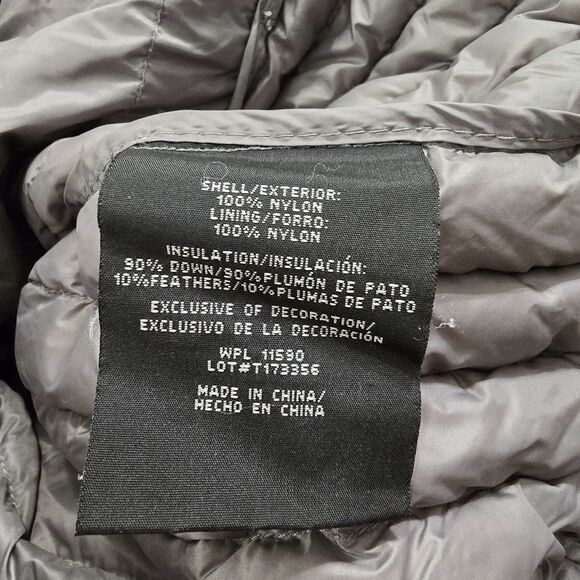 SHELL/EXTERIOR:
100% NYLON
LINING/FORRO:
100% NYLON
INSULATION/INSULACIÓN:
90% DOWN/90%PLUMÓN DE PATO
10%FEATHERS/10%PLUMAS DE PATO
EXCLUSIVE OF DECORATION/
EXCLUSIVO DE LA DECORACIÓN
WPL 11590
LOT#T173356
MADE IN CHINA/
HECHO EN CHINA